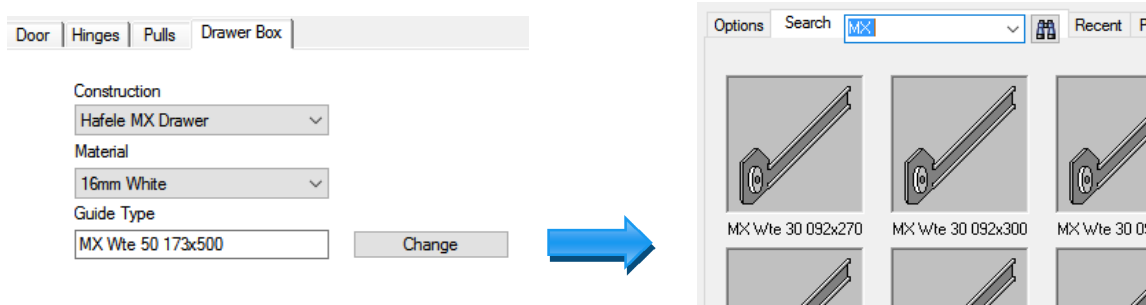 Door Hinges Pulls Drawer Box
Construction
Hafele MX Drawer
Material
16mm White
Guide Type
MX Wte 50 173x500 Change
Options Search MX Recent
MX Wte 30 092x270 MX Wte 30 092x300 MX Wte 30